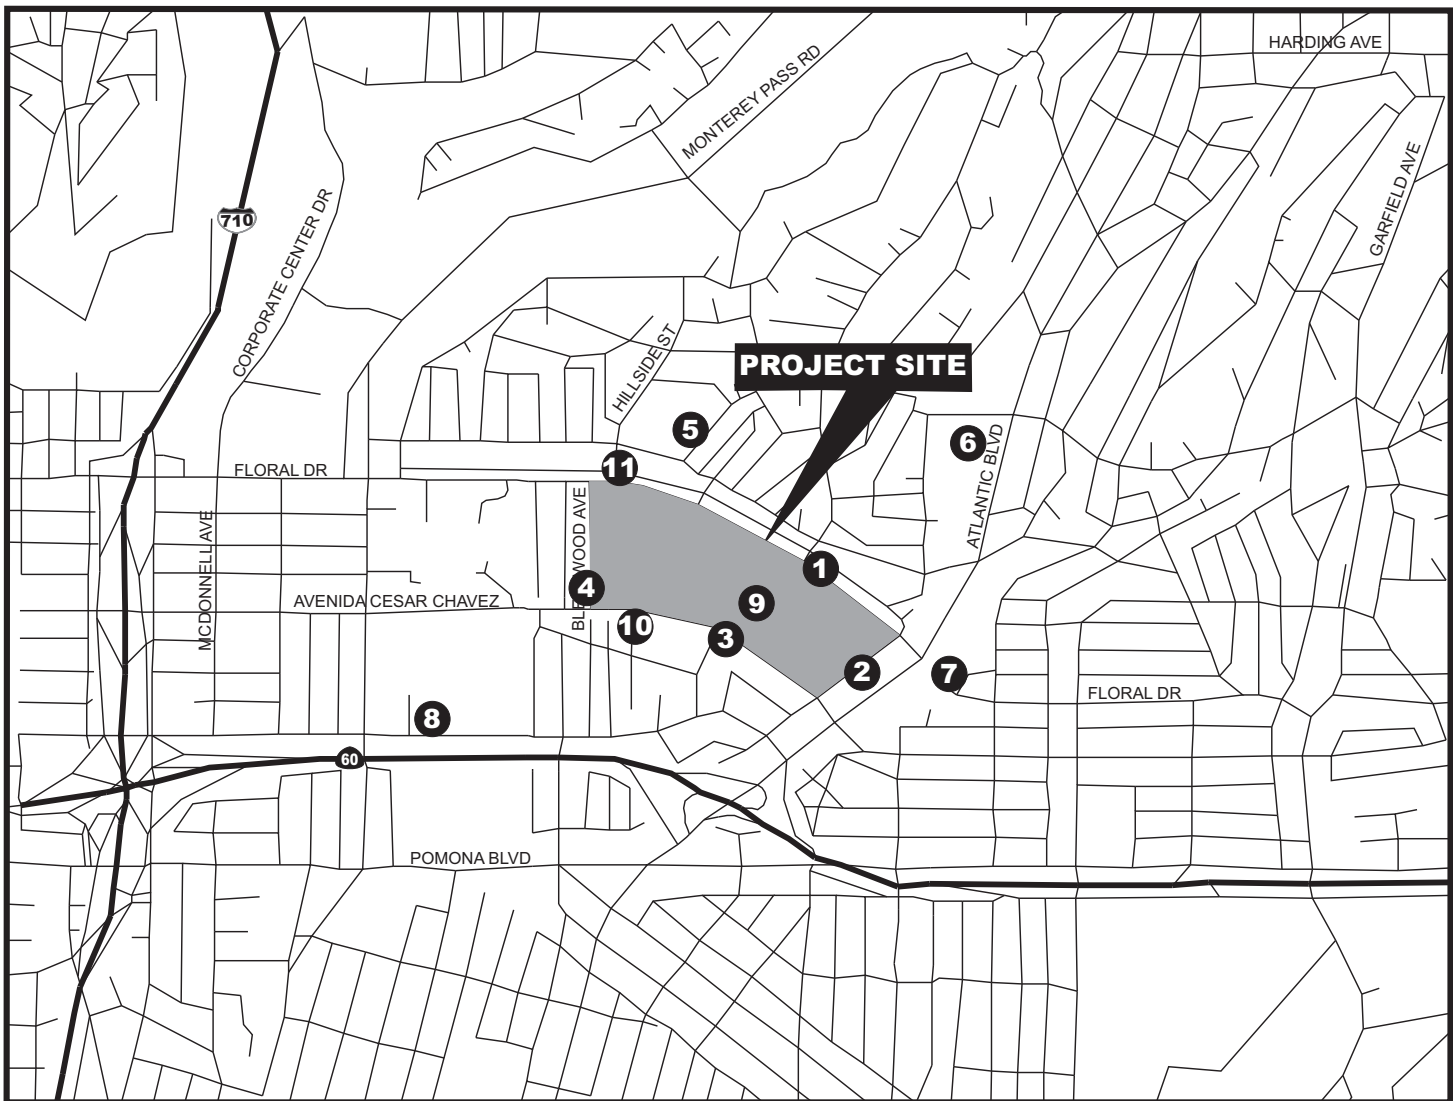 HARDING AVE
MONTEREY PASS RD
GARFIELD AVE
710
CORPORATE CENTER DR
HILLSIDE ST
PROJECT SITE
5
6
ATLANTIC BLVD
11
FLORAL DR
MCDONNELL AVE
1
4
9
AVENIDA CESAR CHAVEZ
10
3
2
7
FLORAL DR
8
60
POMONA BLVD